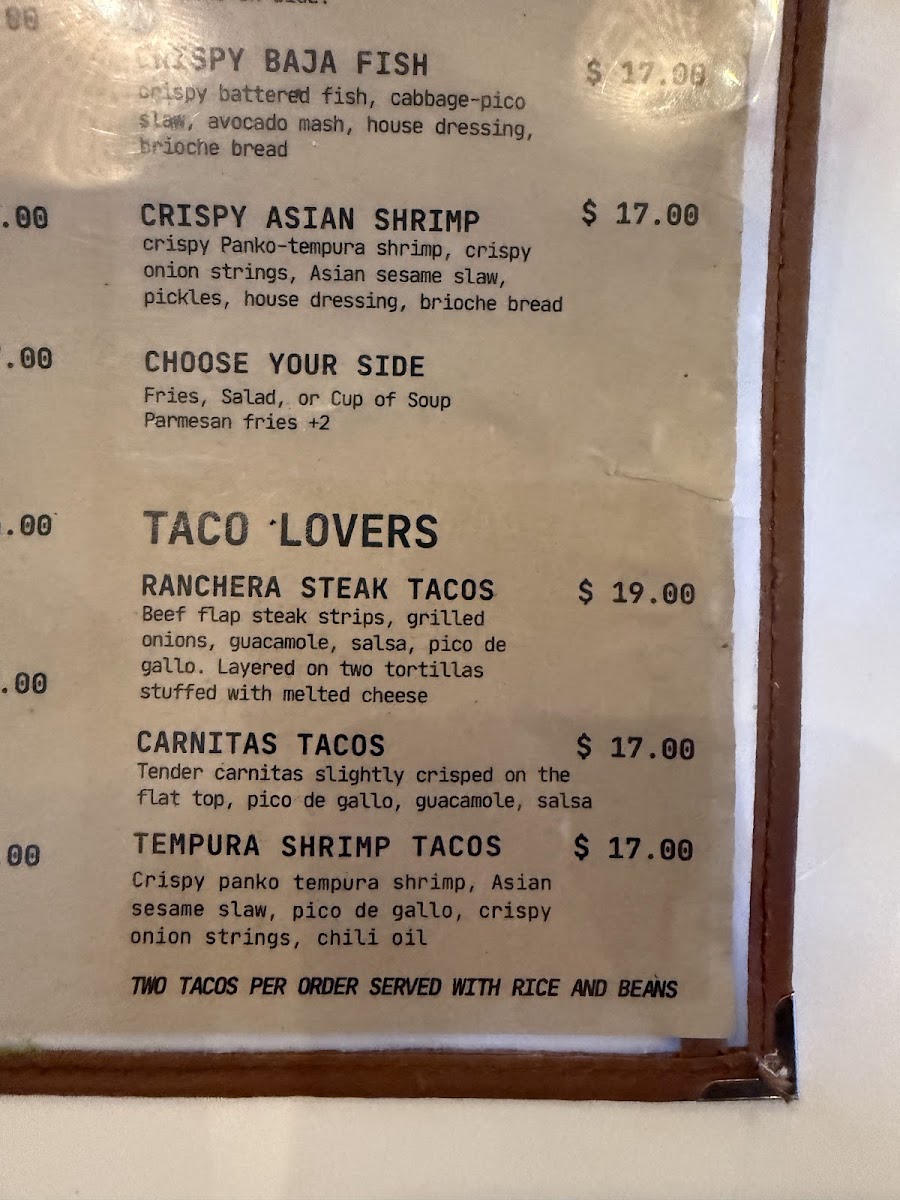 CRISPY BAJA FISH $ 17.00
crispy battered fish, cabbage-pico
slaw, avocado mash, house dressing,
brioche bread
.00
CRISPY ASIAN SHRIMP $ 17.00
crispy Panko-tempura shrimp, crispy
onion strings, Asian sesame slaw,
pickles, house dressing, brioche bread
.00
CHOOSE YOUR SIDE
Fries, Salad, or Cup of Soup
Parmesan fries +2
.00
TACO LOVERS
RANCHERA STEAK TACOS $ 19.00
Beef flap steak strips, grilled
onions, guacamole, salsa, pico de
gallo. Layered on two tortillas
stuffed with melted cheese
.00
CARNITAS TACOS $ 17.00
Tender carnitas slightly crisped on the
flat top, pico de gallo, guacamole, salsa
00
TEMPURA SHRIMP TACOS $ 17.00
Crispy panko tempura shrimp, Asian
sesame slaw, pico de gallo, crispy
onion strings, chili oil
TWO TACOS PER ORDER SERVED WITH RICE AND BEANS